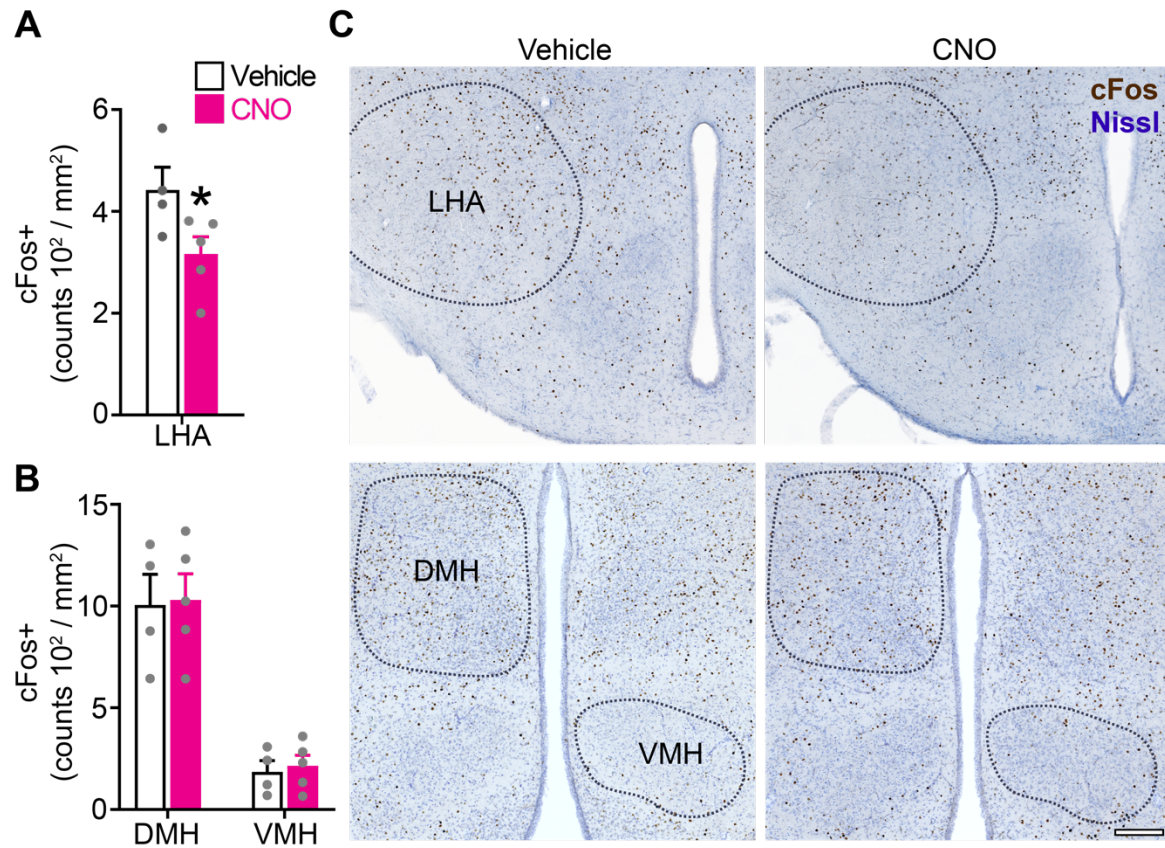 A
C
Vehicle
CNO
Vehicle
CNO
cFos
Nissl
6
4
2
0
*
cFos+
(counts 10² / mm²)
LHA
LHA
B
15
10
5
0
cFos+
(counts 10² / mm²)
DMH
VMH
DMH
VMH